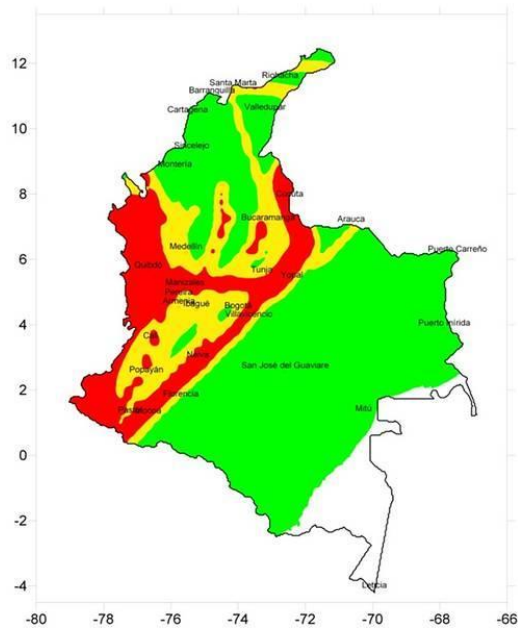 12
Riohacha
Santa Marta
Barranquilla
Cartagena
Valledupar
10
Sincelejo
Montería
8
Cúcuta
Bucaramanga
Arauca
Medellín
Puerto Carreño
6
Quibdó
Tunja
Yopal
Manizales
Pereira
Armenia
Ibagué
Bogotá
Villavicencio
4
Puerto Inírida
Cali
Neiva
San José del Guaviare
Popayán
2
Florencia
Pasto
Mitú
0
-2
-4
Leticia
-80
-78
-76
-74
-72
-70
-68
-66